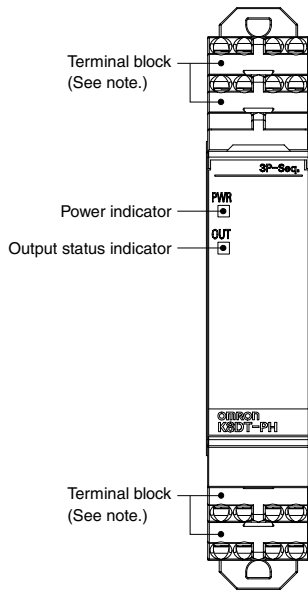 Terminal block
(See note.)
3P-Seq.
PWR
Power indicator
OUT
Output status indicator
OMRON
K8DT-PH
Terminal block
(See note.)